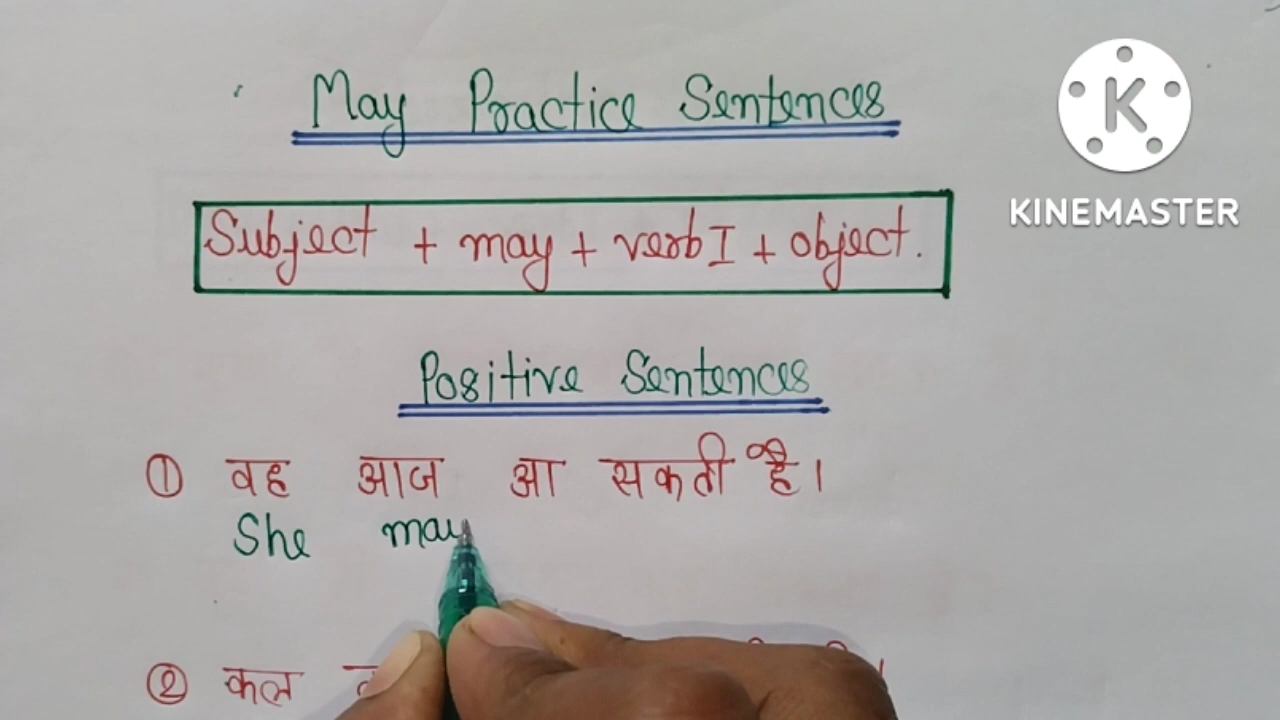 May Practice Sentences
KINEMASTER
Subject + may + verb I + object.
Positive Sentences
① वह आज आ सकती है।
She may
② कल